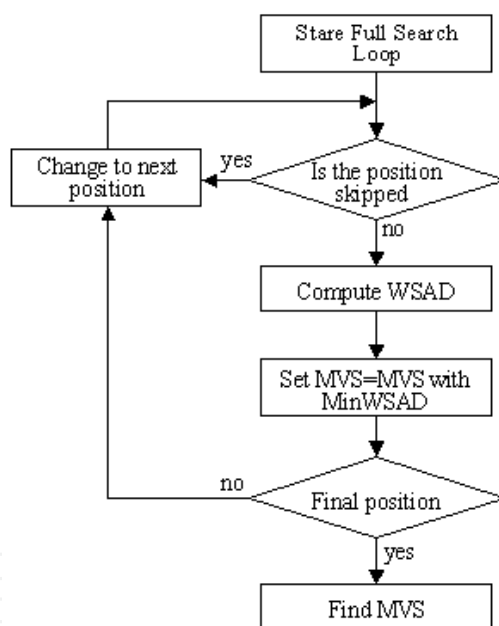 Stare Full Search
Loop
Change to next
position
yes
Is the position
skipped
no
Compute WSAD
Set MVS=MVS with
MinWSAD
no
Final position
yes
Find MVS